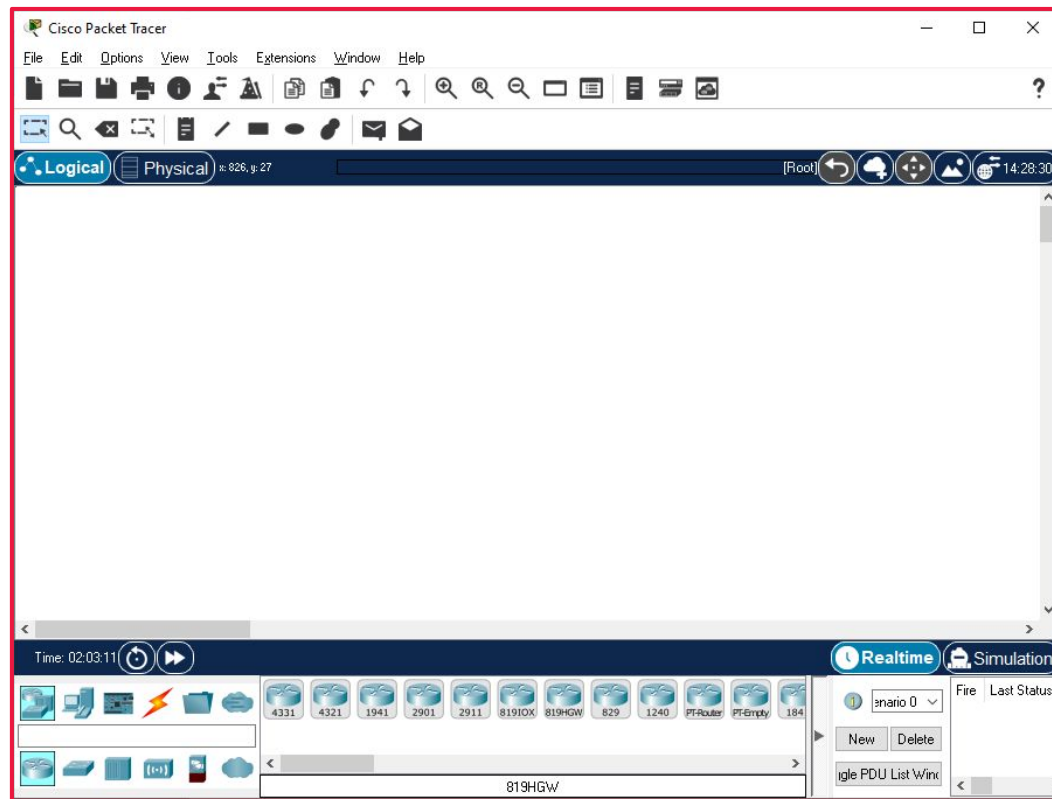 Cisco Packet Tracer
File Edit Options View Tools Extensions Window Help
?
Logical Physical x: 826, y: 27 [Root] 14:28:30
Time: 02:03:11 Realtime Simulation
4331 4321 1941 2901 2911 819IOX 819HGW 829 1240 PT-Router PT-Empty 184
1 enario 0 Fire Last Status
New Delete
gle PDU List Wind
819HGW